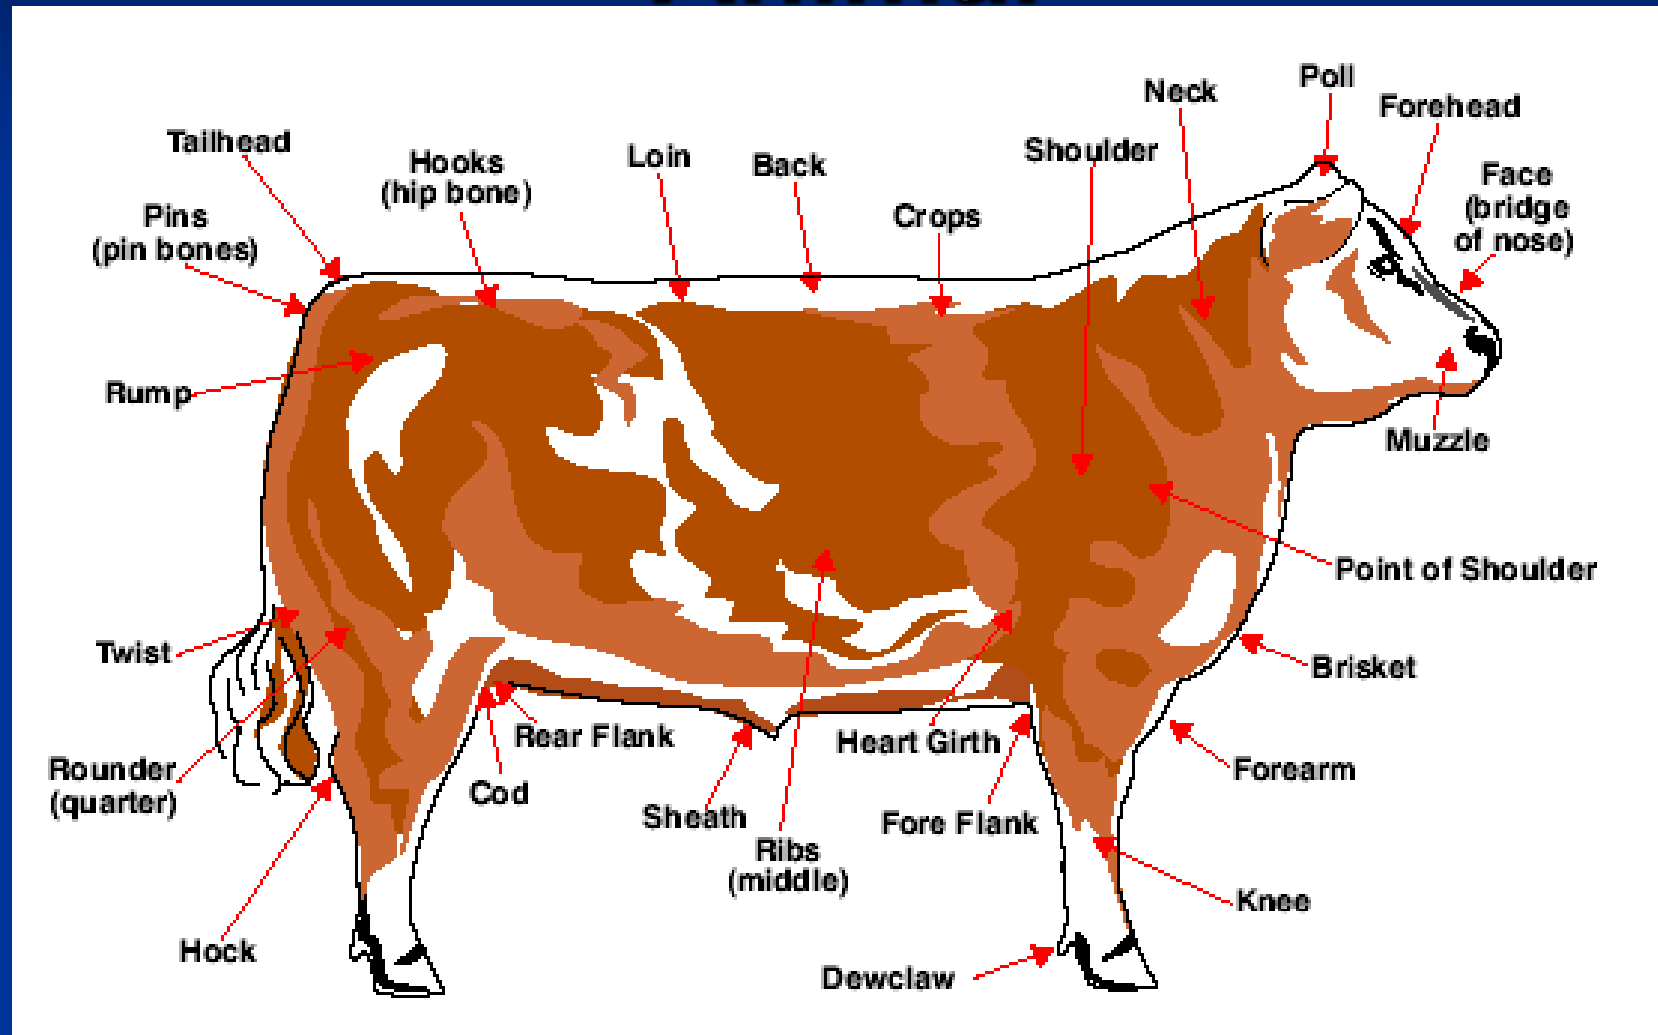 Poll
Neck
Forehead
Tailhead
Shoulder
Hooks
(hip bone)
Loin
Back
Face
(bridge
of nose)
Pins
(pin bones)
Crops
Rump
Muzzle
Point of Shoulder
Twist
Brisket
Rear Flank
Heart Girth
Rounder
(quarter)
Forearm
Cod
Sheath
Fore Flank
Ribs
(middle)
Knee
Hock
Dewclaw